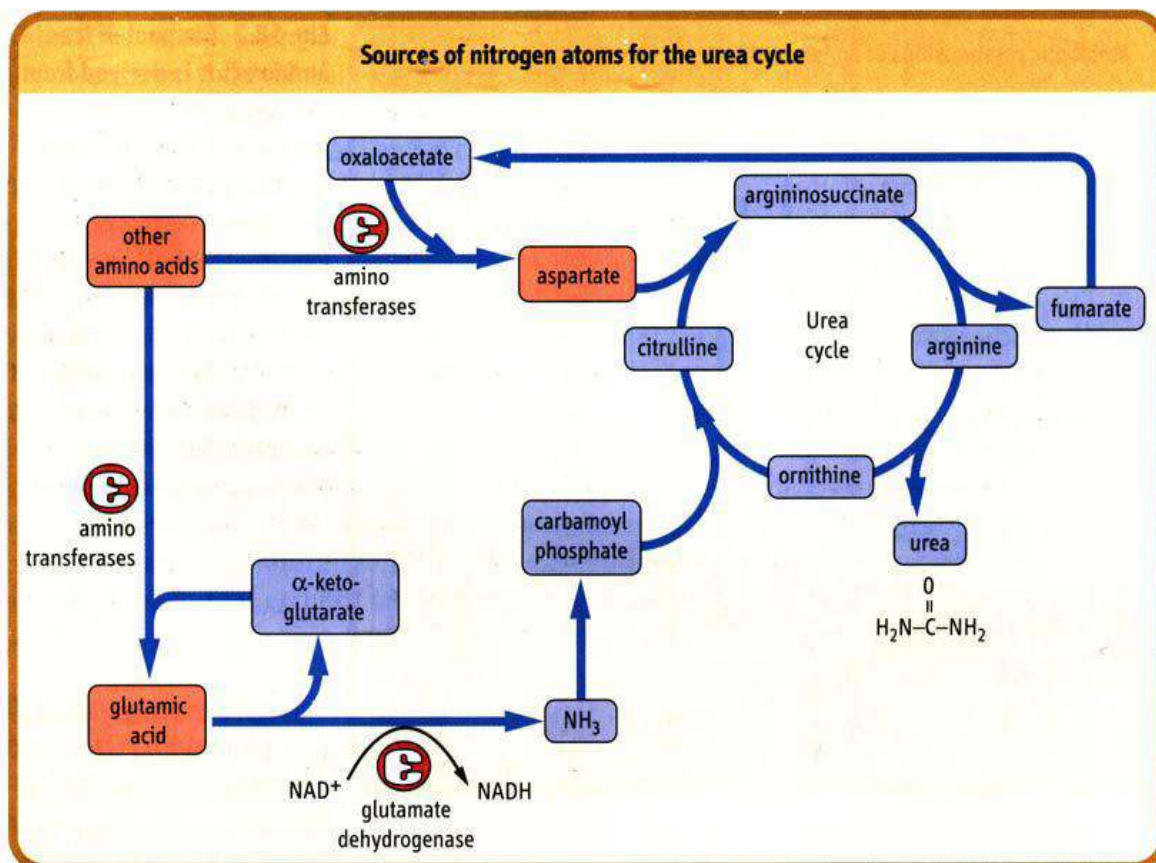 Sources of nitrogen atoms for the urea cycle
oxaloacetate
argininosuccinate
other
amino acids
amino
transferases
aspartate
fumarate
citrulline
Urea
cycle
arginine
ornithine
amino
transferases
carbamoyl
phosphate
urea
O
H₂N–C–NH₂
α-keto-
glutarate
glutamic
acid
NH₃
NAD⁺
NADH
glutamate
dehydrogenase